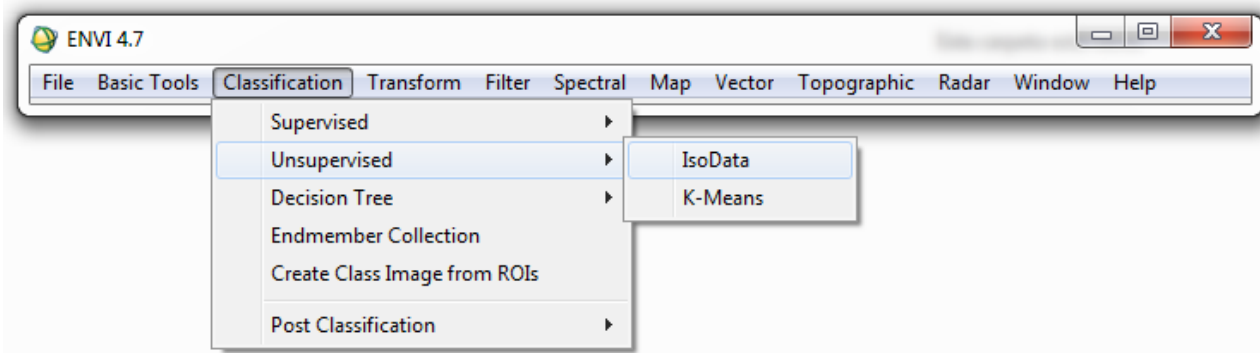 ENVI 4.7
File Basic Tools Classification Transform Filter Spectral Map Vector Topographic Radar Window Help
Supervised
Unsupervised
IsoData
Decision Tree
K-Means
Endmember Collection
Create Class Image from ROIs
Post Classification